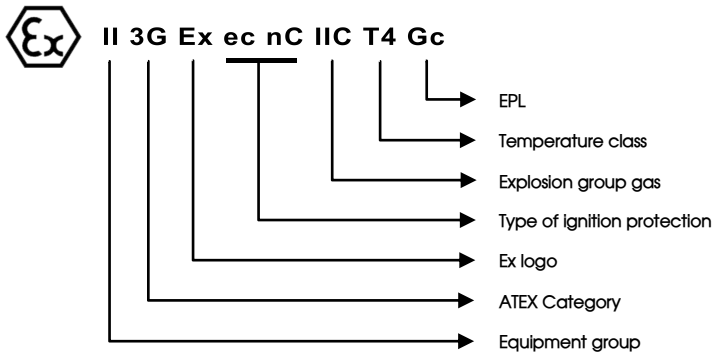 Ex II 3G Ex ec nC IIC T4 Gc
EPL
Temperature class
Explosion group gas
Type of ignition protection
Ex logo
ATEX Category
Equipment group